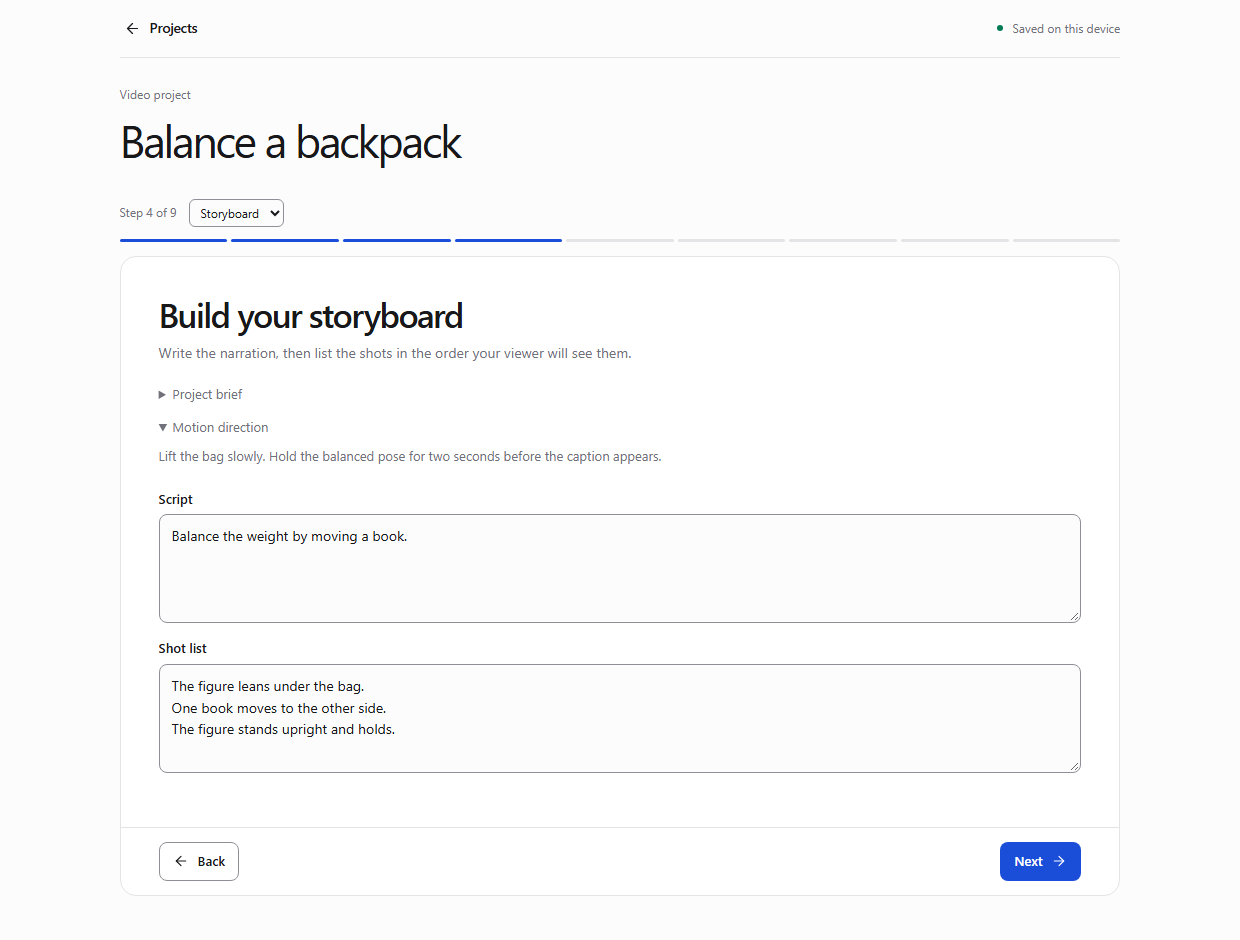 Projects
Saved on this device
Video project
Balance a backpack
Step 4 of 9
Storyboard
Build your storyboard
Write the narration, then list the shots in the order your viewer will see them.
Project brief
Motion direction
Lift the bag slowly. Hold the balanced pose for two seconds before the caption appears.
Script
Balance the weight by moving a book.
Shot list
The figure leans under the bag.
One book moves to the other side.
The figure stands upright and holds.
Back
Next